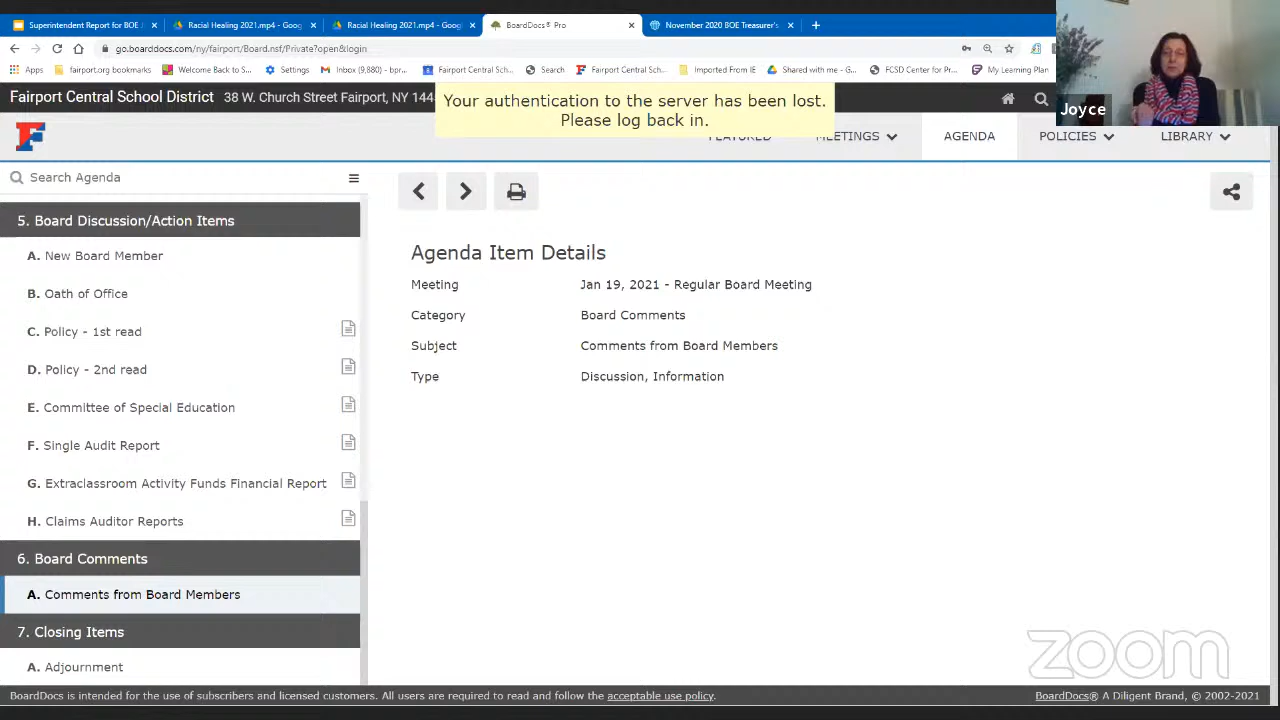 Superintendent Report for BOE
Racial Healing 2021.mp4 - Goog
Racial Healing 2021.mp4 - Goog
BoardDocs® Pro
November 2020 BOE Treasurer's
go.boarddocs.com/ny/fairport/Board.nsf/Private?open&login
Apps
fairport.org bookmarks
Welcome Back to S...
Settings
Inbox (9,880) - bpr...
Fairport Central Sch...
Search
Fairport Central Sch...
Imported From IE
Shared with me - G...
FCSD Center for Pr...
My Learning Plan
Joyce
Fairport Central School District 38 W. Church Street Fairport, NY 144
Your authentication to the server has been lost.
Please log back in.
FEATURED
MEETINGS
AGENDA
POLICIES
LIBRARY
Search Agenda
5. Board Discussion/Action Items
A. New Board Member
B. Oath of Office
C. Policy - 1st read
D. Policy - 2nd read
E. Committee of Special Education
F. Single Audit Report
G. Extraclassroom Activity Funds Financial Report
H. Claims Auditor Reports
6. Board Comments
A. Comments from Board Members
7. Closing Items
A. Adjournment
Agenda Item Details
Meeting Jan 19, 2021 - Regular Board Meeting
Category Board Comments
Subject Comments from Board Members
Type Discussion, Information
zoom
BoardDocs is intended for the use of subscribers and licensed customers. All users are required to read and follow the acceptable use policy.
BoardDocs® A Diligent Brand, © 2002-2021